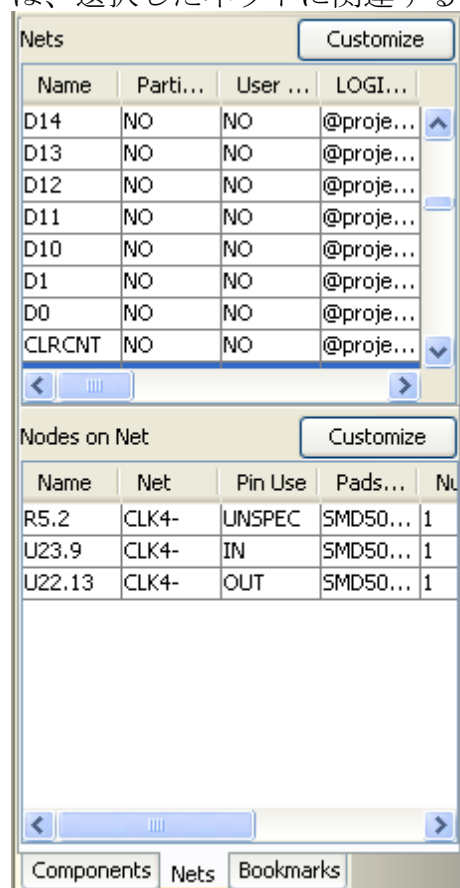 は、選択したネットに関連する
Nets Customize
Name Parti... User ... LOGI...
D14 NO NO @proje...
D13 NO NO @proje...
D12 NO NO @proje...
D11 NO NO @proje...
D10 NO NO @proje...
D1 NO NO @proje...
D0 NO NO @proje...
CLRCNT NO NO @proje...
Nodes on Net Customize
Name Net Pin Use Pads... Nu
R5.2 CLK4- UNSPEC SMD50... 1
U23.9 CLK4- IN SMD50... 1
U22.13 CLK4- OUT SMD50... 1
Components Nets Bookmarks